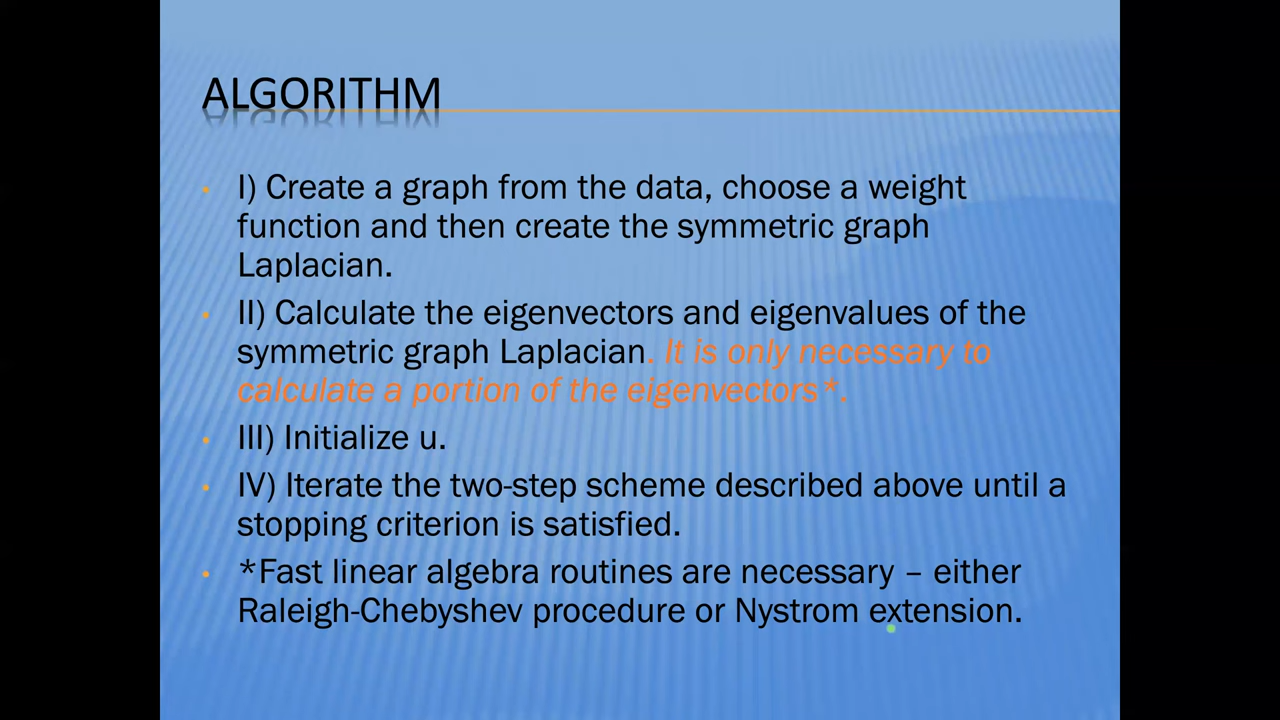 ALGORITHM
• I) Create a graph from the data, choose a weight
function and then create the symmetric graph
Laplacian.
• II) Calculate the eigenvectors and eigenvalues of the
symmetric graph Laplacian. It is only necessary to
calculate a portion of the eigenvectors*.
• III) Initialize u.
• IV) Iterate the two-step scheme described above until a
stopping criterion is satisfied.
• *Fast linear algebra routines are necessary – either
Raleigh-Chebyshev procedure or Nystrom extension.